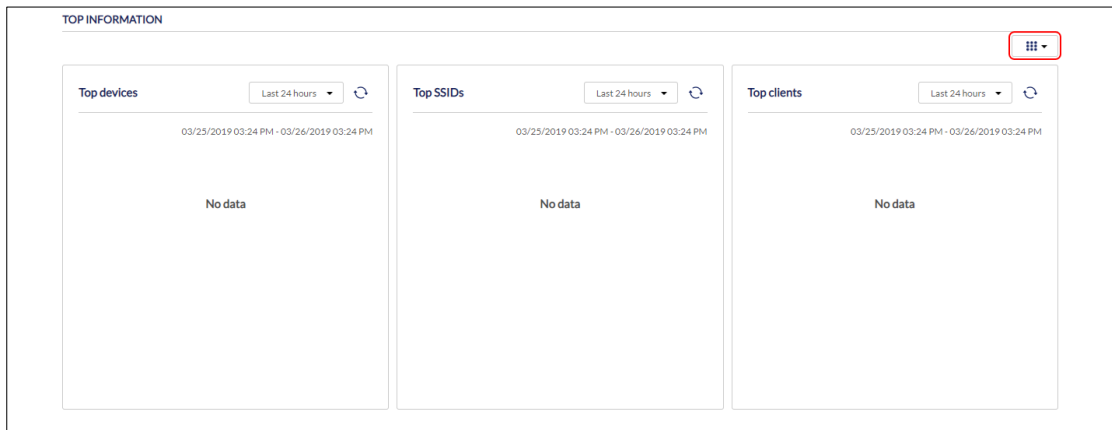 TOP INFORMATION
Top devices
Last 24 hours
03/25/2019 03:24 PM - 03/26/2019 03:24 PM
No data
Top SSIDs
Last 24 hours
03/25/2019 03:24 PM - 03/26/2019 03:24 PM
No data
Top clients
Last 24 hours
03/25/2019 03:24 PM - 03/26/2019 03:24 PM
No data